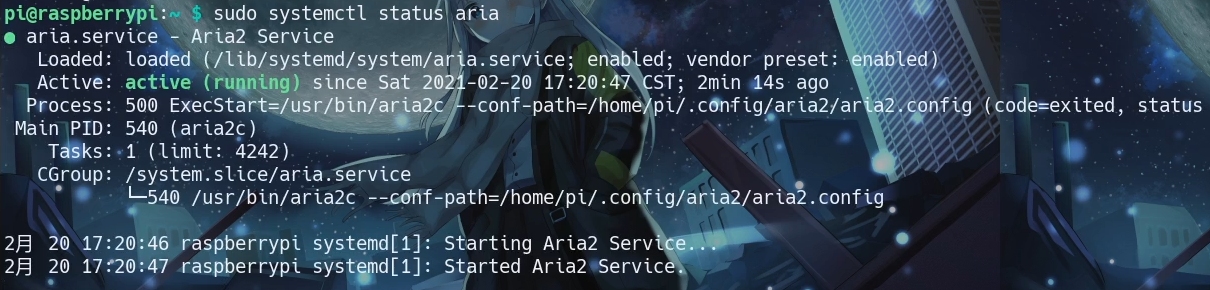 pi@raspberrypi:~ $ sudo systemctl status aria
● aria.service - Aria2 Service
Loaded: loaded (/lib/systemd/system/aria.service; enabled; vendor preset: enabled)
Active: active (running) since Sat 2021-02-20 17:20:47 CST; 2min 14s ago
Process: 500 ExecStart=/usr/bin/aria2c --conf-path=/home/pi/.config/aria2/aria2.config (code=exited, status
Main PID: 540 (aria2c)
Tasks: 1 (limit: 4242)
CGroup: /system.slice/aria.service
└─540 /usr/bin/aria2c --conf-path=/home/pi/.config/aria2/aria2.config
2月 20 17:20:46 raspberrypi systemd[1]: Starting Aria2 Service...
2月 20 17:20:47 raspberrypi systemd[1]: Started Aria2 Service.